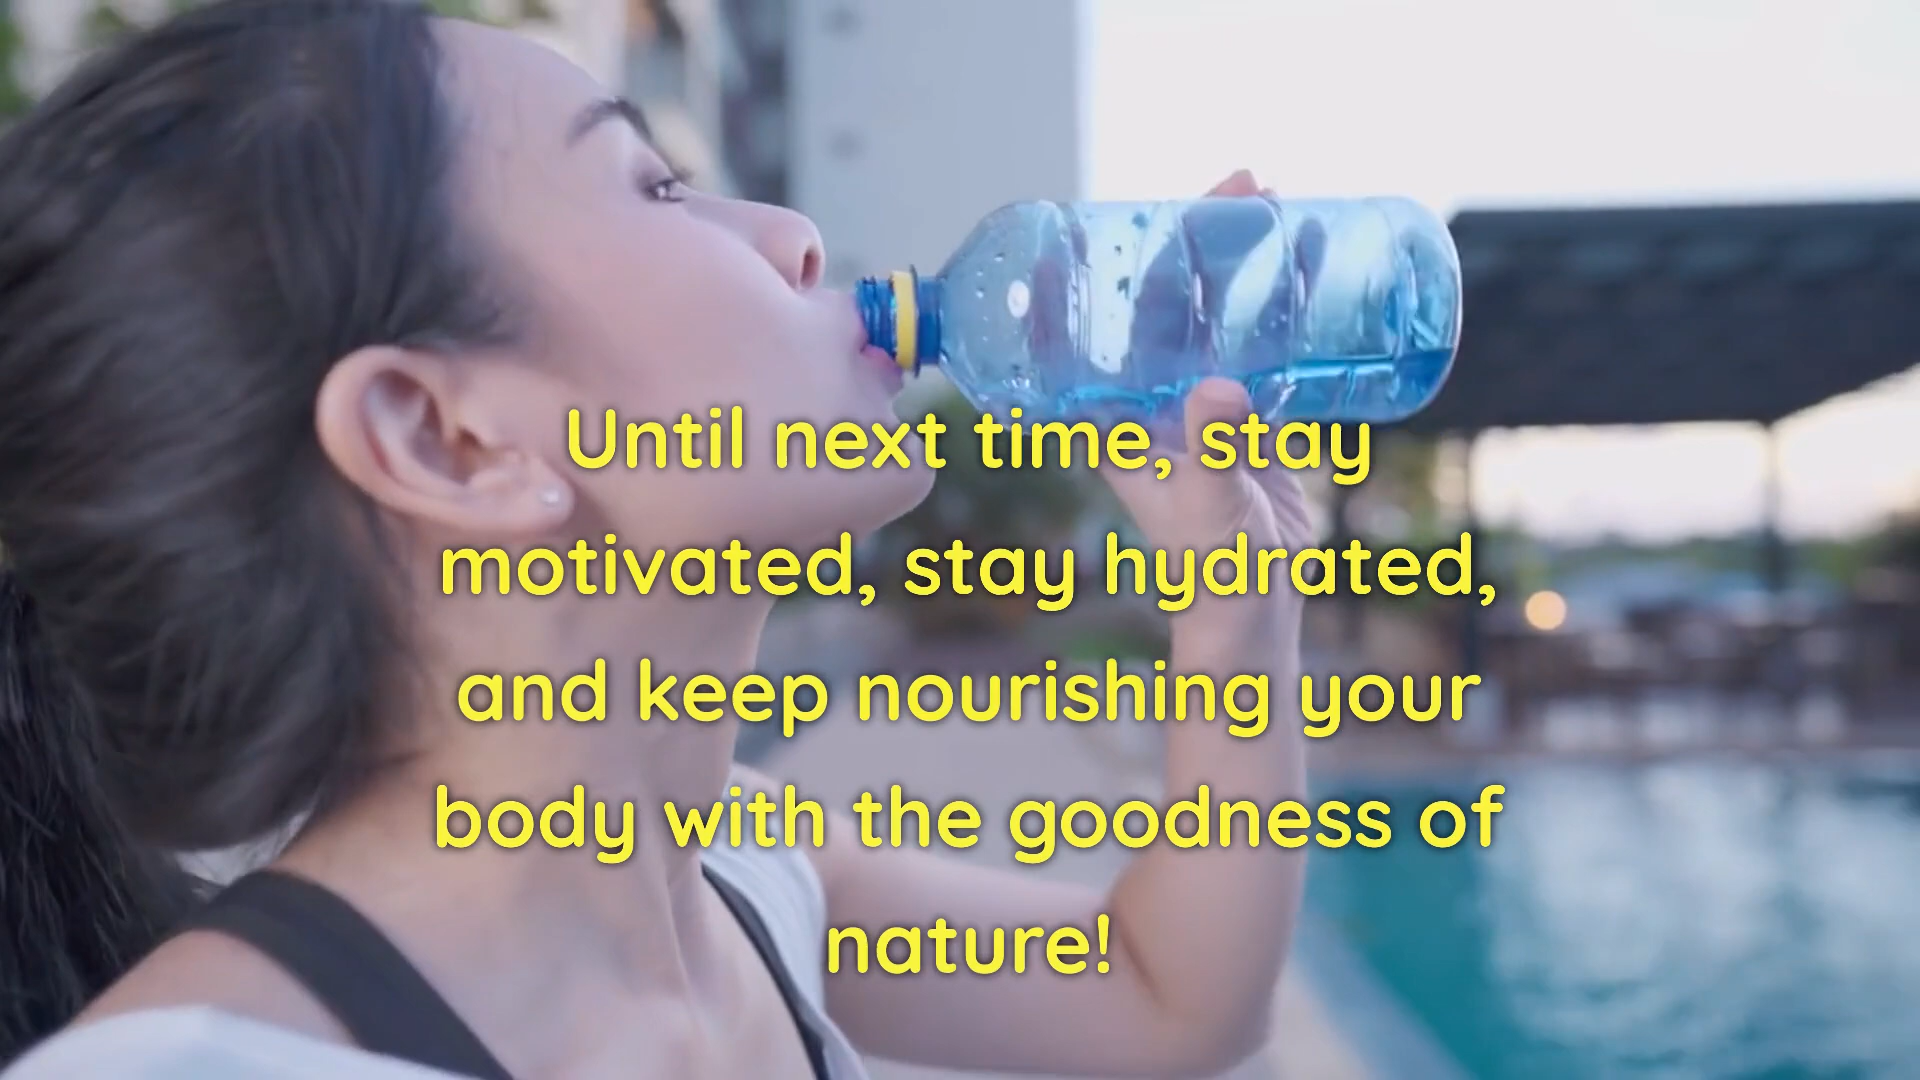 Until next time, stay
motivated, stay hydrated,
and keep nourishing your
body with the goodness of
nature!